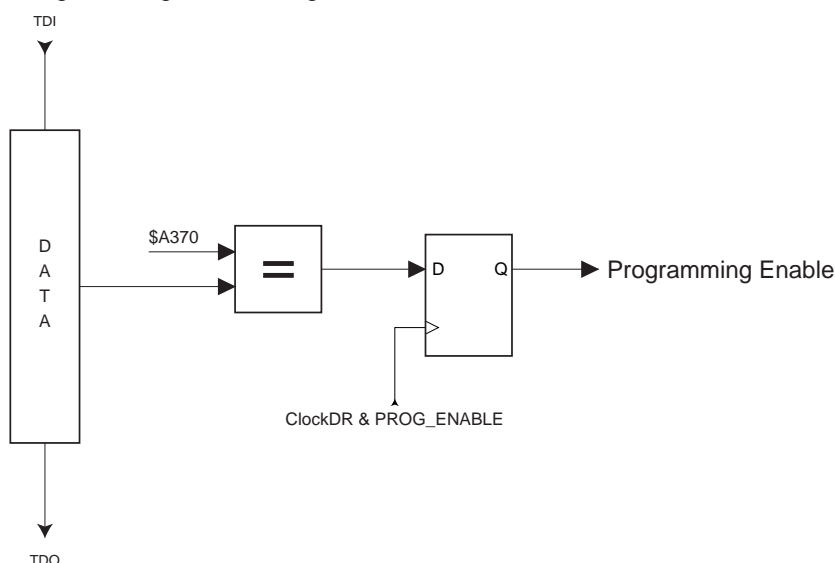 TDI
D
A
T
A
$A370
=
D
Q
Programming Enable
ClockDR & PROG_ENABLE
TDO